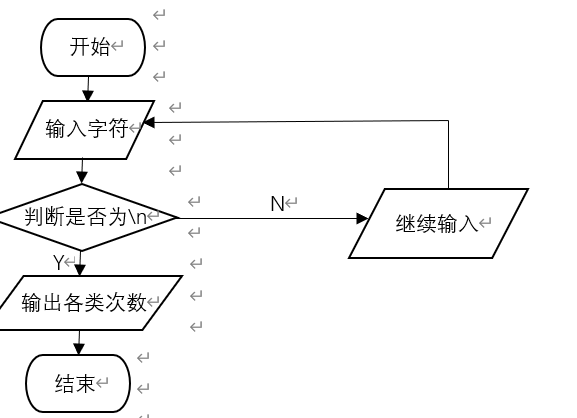 开始
输入字符
判断是否为\n
N
继续输入
Y
输出各类次数
结束